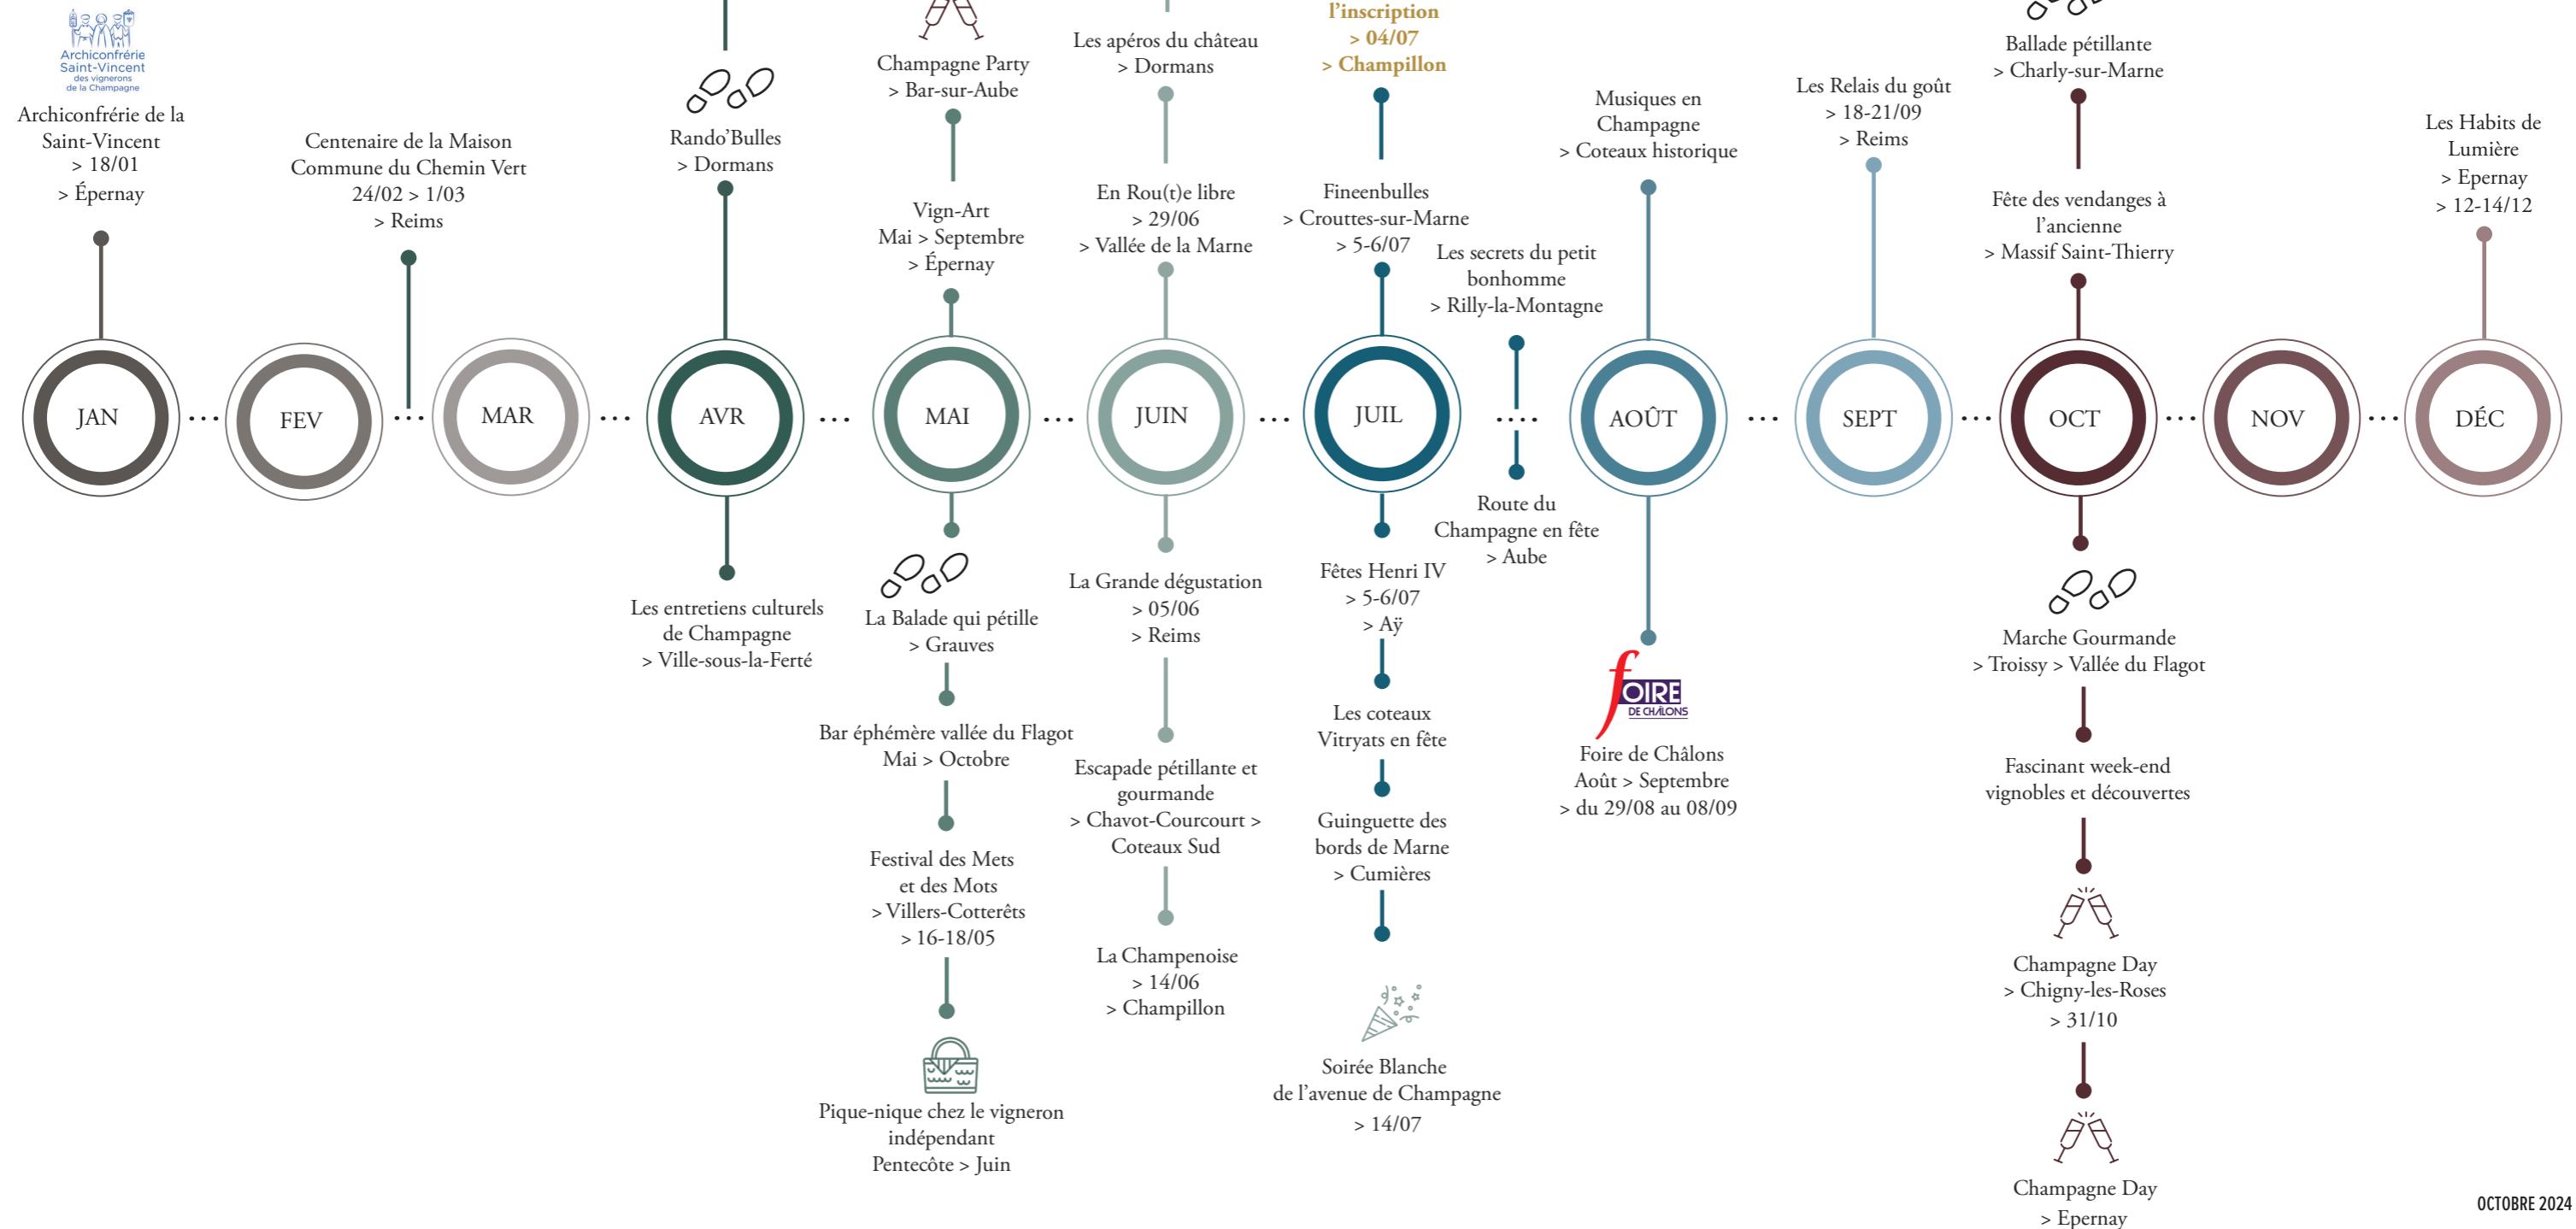 Archiconfrérie
Saint-Vincent
des vignerons
de la Champagne
Archiconfrérie de la
Saint-Vincent
> 18/01
> Épernay
JAN
FEV
Centenaire de la Maison
Commune du Chemin Vert
24/02 > 1/03
> Reims
MAR
Rando’Bulles
> Dormans
AVR
Les entretiens culturels
de Champagne
> Ville-sous-la-Ferté
Champagne Party
> Bar-sur-Aube
Vign-Art
Mai > Septembre
> Épernay
MAI
La Balade qui pétille
> Grauves
Bar éphémère vallée du Flagot
Mai > Octobre
Festival des Mets
et des Mots
> Villers-Cotterêts
> 16-18/05
Pique-nique chez le vigneron
indépendant
Pentecôte > Juin
Les apéros du château
> Dormans
En Rou(t)e libre
> 29/06
> Vallée de la Marne
JUIN
La Grande dégustation
> 05/06
> Reims
Escapade pétillante et
gourmande
> Chavot-Courcourt >
Coteaux Sud
La Champenoise
> 14/06
> Champillon
l’inscription
> 04/07
> Champillon
Fineenbulles
> Crouttes-sur-Marne
> 5-6/07
JUIL
Fêtes Henri IV
> 5-6/07
> Aÿ
Les coteaux
Vitryats en fête
Guinguette des
bords de Marne
> Cumières
Soirée Blanche
de l’avenue de Champagne
> 14/07
Les secrets du petit
bonhomme
> Rilly-la-Montagne
Route du
Champagne en fête
> Aube
Musiques en
Champagne
> Coteaux historique
AOÛT
FOIRE
DE CHÂLONS
Foire de Châlons
Août > Septembre
> du 29/08 au 08/09
Les Relais du goût
> 18-21/09
> Reims
SEPT
Ballade pétillante
> Charly-sur-Marne
Fête des vendanges à
l’ancienne
> Massif Saint-Thierry
OCT
Marche Gourmande
> Troissy > Vallée du Flagot
Fascinant week-end
vignobles et découvertes
Champagne Day
> Chigny-les-Roses
> 31/10
Champagne Day
> Epernay
NOV
Les Habits de
Lumière
> Epernay
> 12-14/12
DÉC
OCTOBRE 2024